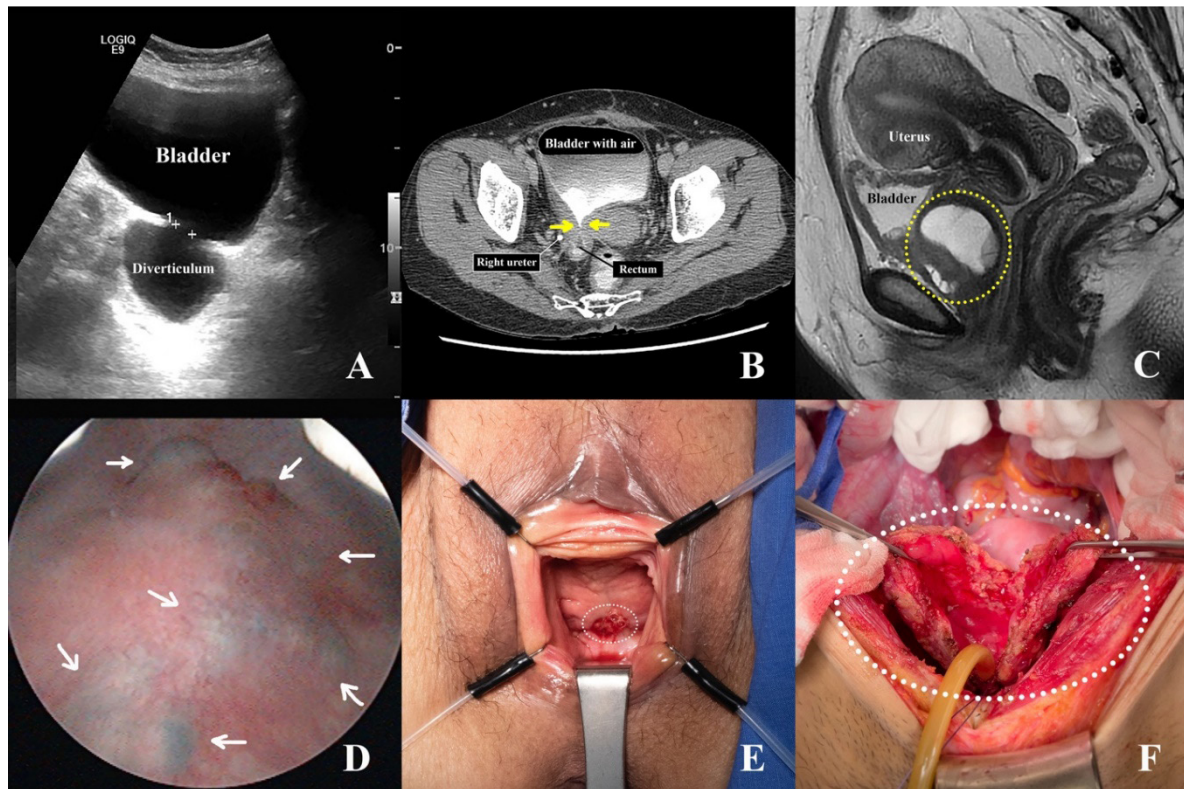 LOGIQ
E9
0
Bladder
1
Diverticulum
10
A
Bladder with air
Right ureter
Rectum
B
Uterus
Bladder
C
D
E
F